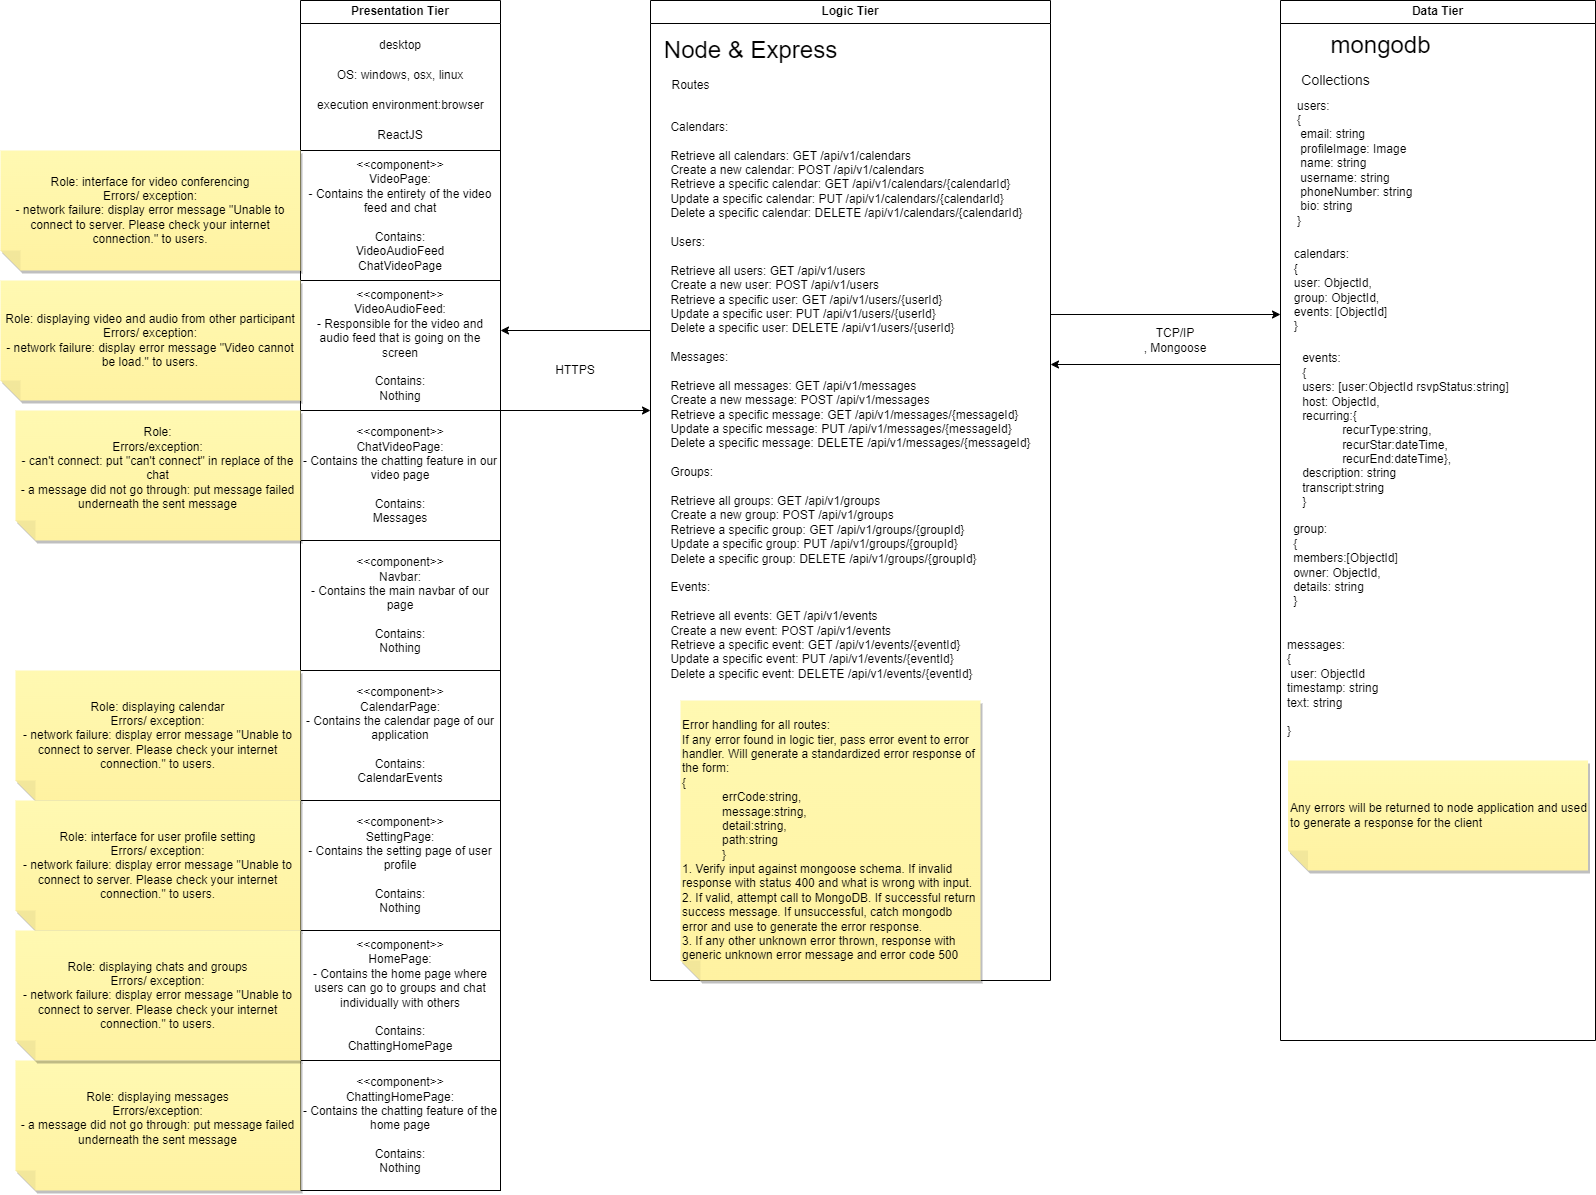 Presentation Tier
desktop
OS: windows, osx, linux
execution environment:browser
ReactJS
Role: interface for video conferencing
Errors/ exception:
- network failure: display error message "Unable to
connect to server. Please check your internet
connection." to users.
<<component>>
VideoPage:
- Contains the entirety of the video
feed and chat
Contains:
VideoAudioFeed
ChatVideoPage
Role: displaying video and audio from other participant
Errors/ exception:
- network failure: display error message "Video cannot
be load." to users.
<<component>>
VideoAudioFeed:
- Responsible for the video and
audio feed that is going on the
screen
Contains:
Nothing
Role:
Errors/exception:
- can't connect: put "can't connect" in replace of the
chat
- a message did not go through: put message failed
underneath the sent message
<<component>>
ChatVideoPage:
- Contains the chatting feature in our
video page
Contains:
Messages
<<component>>
Navbar:
- Contains the main navbar of our
page
Contains:
Nothing
Role: displaying calendar
Errors/ exception:
- network failure: display error message "Unable to
connect to server. Please check your internet
connection." to users.
<<component>>
CalendarPage:
- Contains the calendar page of our
application
Contains:
CalendarEvents
Role: interface for user profile setting
Errors/ exception:
- network failure: display error message "Unable to
connect to server. Please check your internet
connection." to users.
<<component>>
SettingPage:
- Contains the setting page of user
profile
Contains:
Nothing
Role: displaying chats and groups
Errors/ exception:
- network failure: display error message "Unable to
connect to server. Please check your internet
connection." to users.
<<component>>
HomePage:
- Contains the home page where
users can go to groups and chat
individually with others
Contains:
ChattingHomePage
Role: displaying messages
Errors/exception:
- a message did not go through: put message failed
underneath the sent message
<<component>>
ChattingHomePage:
- Contains the chatting feature of the
home page
Contains:
Nothing
HTTPS
Logic Tier
Node & Express
Routes
Calendars:
Retrieve all calendars: GET /api/v1/calendars
Create a new calendar: POST /api/v1/calendars
Retrieve a specific calendar: GET /api/v1/calendars/{calendarId}
Update a specific calendar: PUT /api/v1/calendars/{calendarId}
Delete a specific calendar: DELETE /api/v1/calendars/{calendarId}
Users:
Retrieve all users: GET /api/v1/users
Create a new user: POST /api/v1/users
Retrieve a specific user: GET /api/v1/users/{userId}
Update a specific user: PUT /api/v1/users/{userId}
Delete a specific user: DELETE /api/v1/users/{userId}
Messages:
Retrieve all messages: GET /api/v1/messages
Create a new message: POST /api/v1/messages
Retrieve a specific message: GET /api/v1/messages/{messageId}
Update a specific message: PUT /api/v1/messages/{messageId}
Delete a specific message: DELETE /api/v1/messages/{messageId}
Groups:
Retrieve all groups: GET /api/v1/groups
Create a new group: POST /api/v1/groups
Retrieve a specific group: GET /api/v1/groups/{groupId}
Update a specific group: PUT /api/v1/groups/{groupId}
Delete a specific group: DELETE /api/v1/groups/{groupId}
Events:
Retrieve all events: GET /api/v1/events
Create a new event: POST /api/v1/events
Retrieve a specific event: GET /api/v1/events/{eventId}
Update a specific event: PUT /api/v1/events/{eventId}
Delete a specific event: DELETE /api/v1/events/{eventId}
Error handling for all routes:
If any error found in logic tier, pass error event to error
handler. Will generate a standardized error response of
the form:
{
errCode:string,
message:string,
detail:string,
path:string
}
1. Verify input against mongoose schema. If invalid
response with status 400 and what is wrong with input.
2. If valid, attempt call to MongoDB. If successful return
success message. If unsuccessful, catch mongodb
error and use to generate the error response.
3. If any other unknown error thrown, response with
generic unknown error message and error code 500
TCP/IP
, Mongoose
Data Tier
mongodb
Collections
users:
{
email: string
profileImage: Image
name: string
username: string
phoneNumber: string
bio: string
}
calendars:
{
user: ObjectId,
group: ObjectId,
events: [ObjectId]
}
events:
{
users: [user:ObjectId rsvpStatus:string]
host: ObjectId,
recurring:{
recurType:string,
recurStar:dateTime,
recurEnd:dateTime},
description: string
transcript:string
}
group:
{
members:[ObjectId]
owner: ObjectId,
details: string
}
messages:
{
user: ObjectId
timestamp: string
text: string
}
Any errors will be returned to node application and used
to generate a response for the client